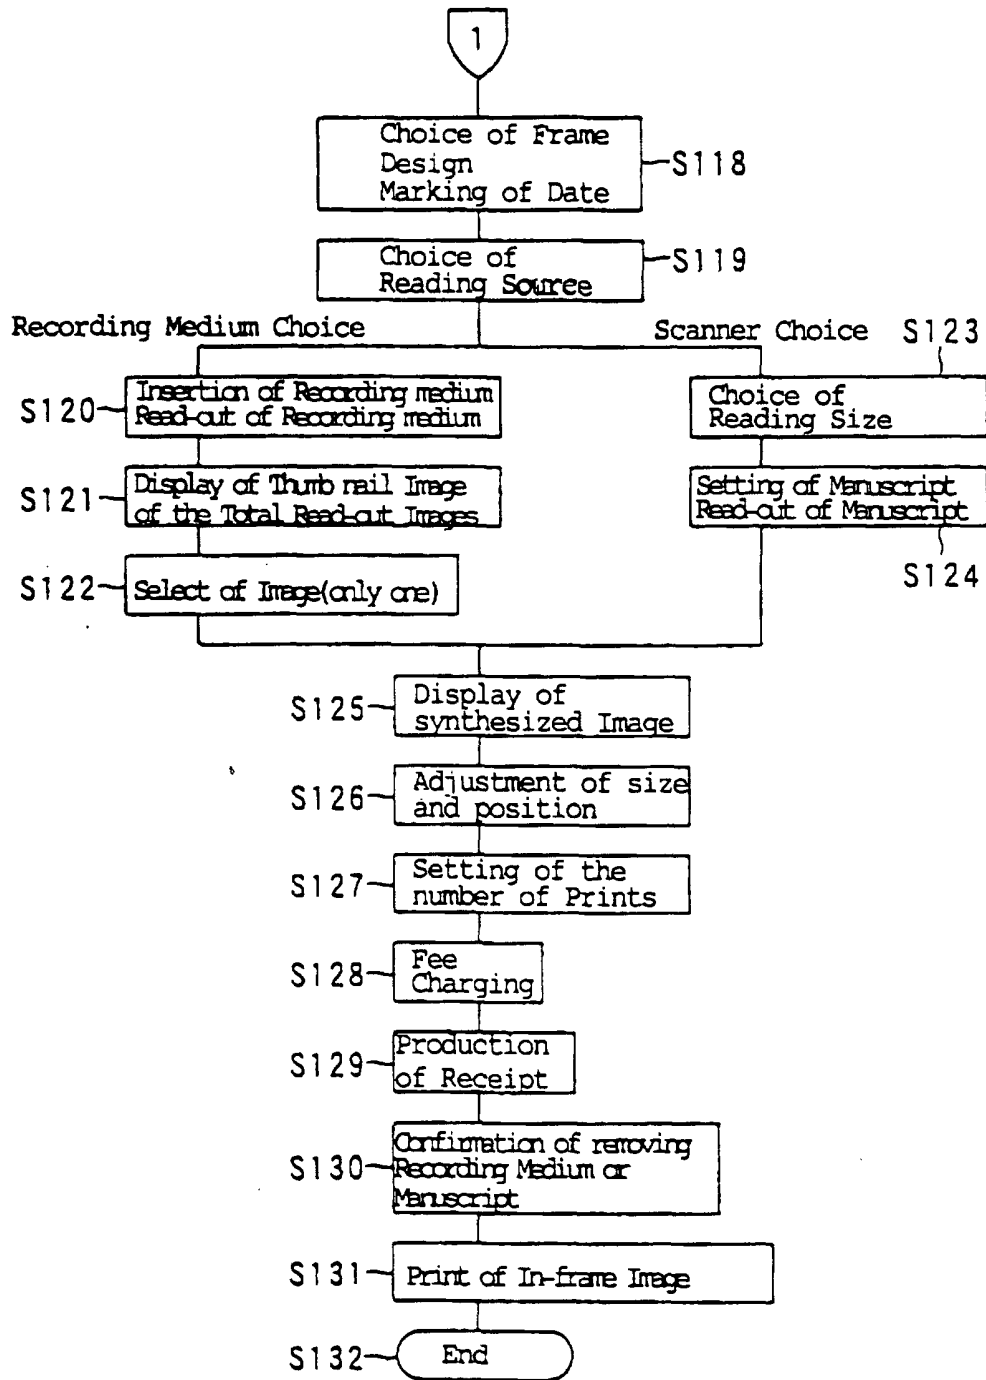 1
Choice of Frame
Design
Marking of Date
S118
Choice of
Reading Source
S119
Recording Medium Choice
Scanner Choice
S123
S120
Insertion of Recording medium
Read-out of Recording medium
Choice of
Reading Size
S121
Display of Thumb nail Image
of the Total Read-out Images
Setting of Manuscript
Read-out of Manuscript
S124
S122
Select of Image(only one)
S125
Display of
synthesized Image
S126
Adjustment of size
and position
S127
Setting of the
number of Prints
S128
Fee
Charging
S129
Production
of Receipt
S130
Confirmation of removing
Recording Medium or
Manuscript
S131
Print of In-frame Image
S132
End